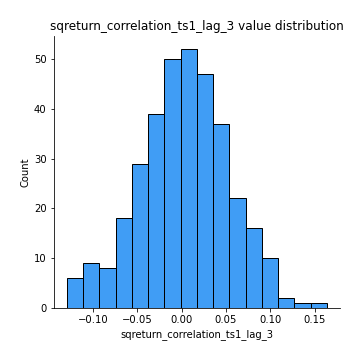 sqreturn_correlation_ts1_lag_3 value distribution
50
40
30
20
10
0
Count
−0.10 −0.05 0.00 0.05 0.10 0.15
sqreturn_correlation_ts1_lag_3